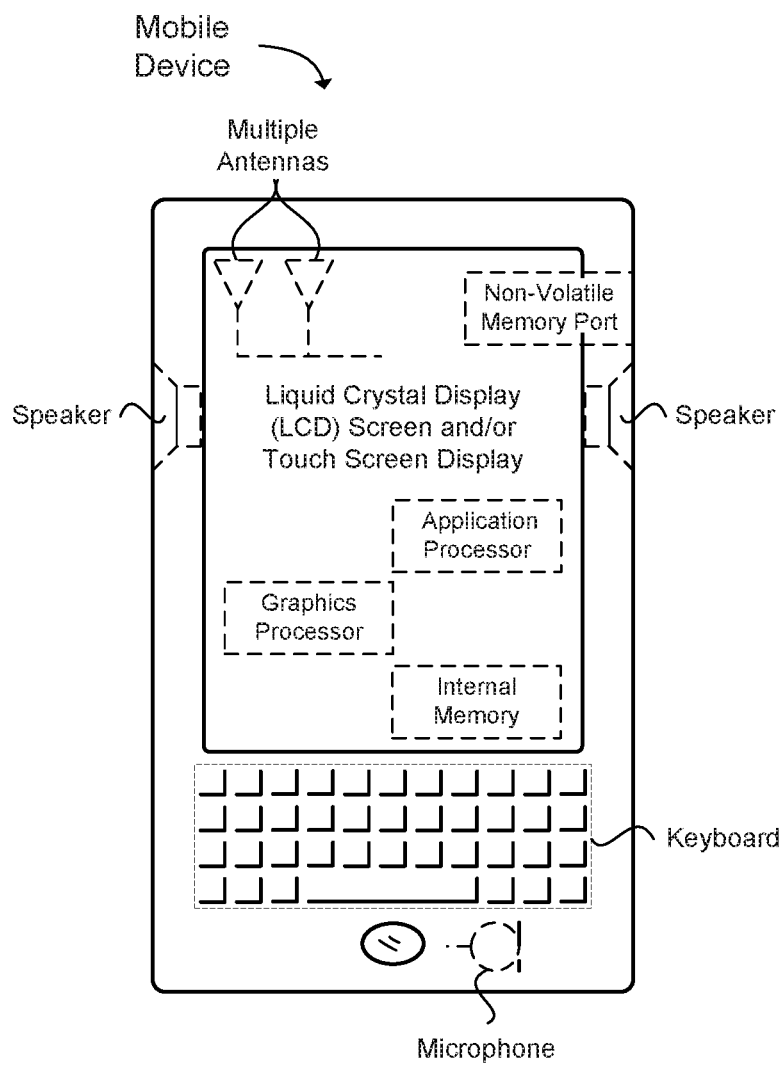 Mobile
Device
Multiple
Antennas
Non-Volatile
Memory Port
Speaker
Liquid Crystal Display
(LCD) Screen and/or
Touch Screen Display
Speaker
Application
Processor
Graphics
Processor
Internal
Memory
Keyboard
Microphone